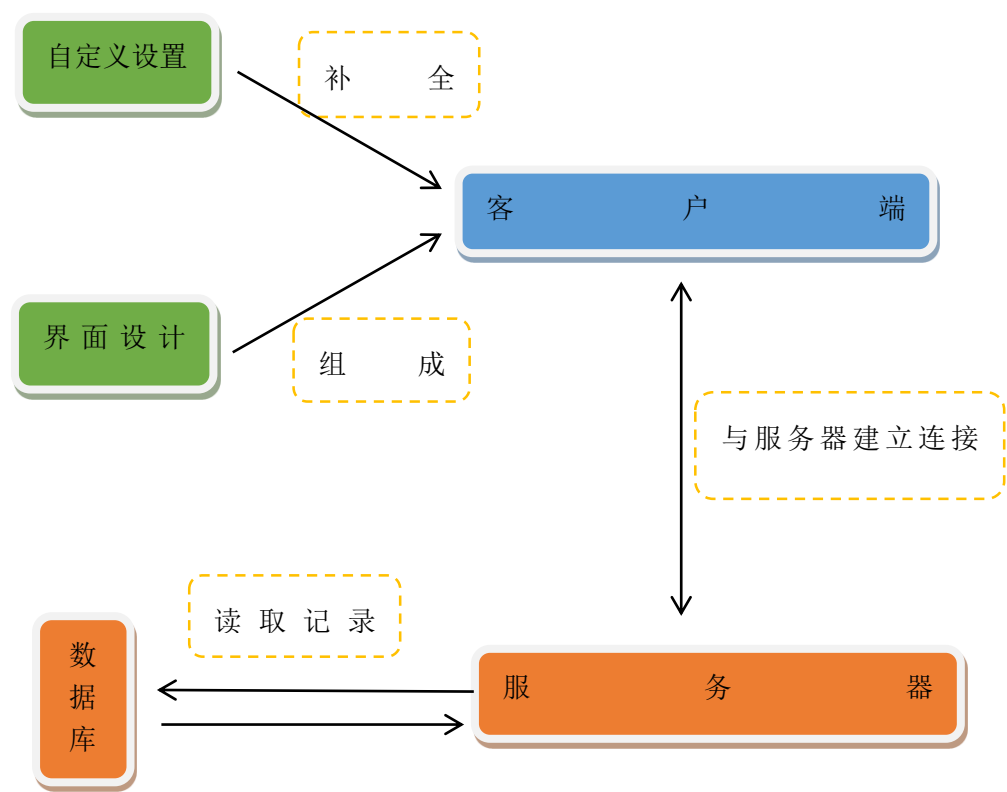 自定义设置
补全
客户端
界面设计
组成
与服务器建立连接
读取记录
数据库
服务器